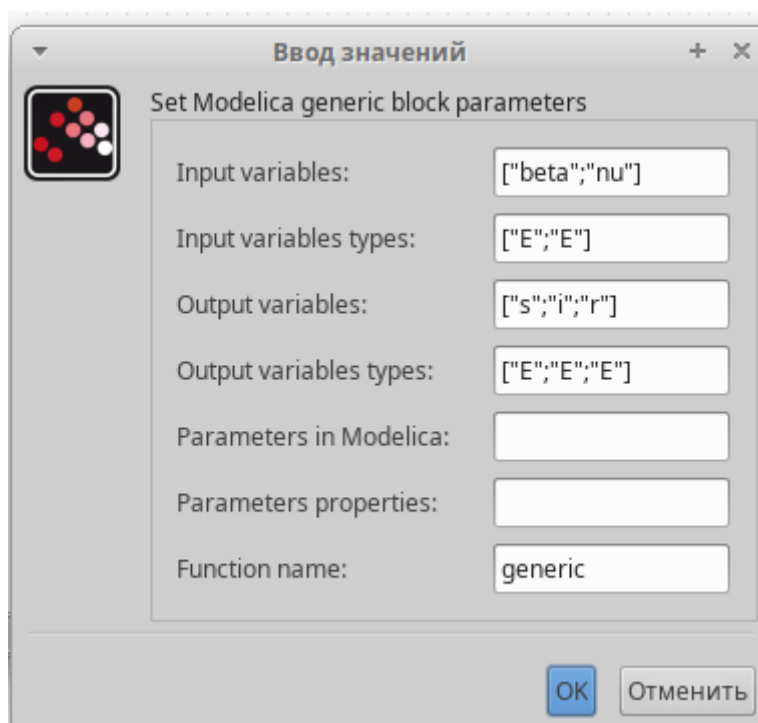 Ввод значений
Set Modelica generic block parameters
Input variables: ["beta";"nu"]
Input variables types: ["E";"E"]
Output variables: ["s";"i";"r"]
Output variables types: ["E";"E";"E"]
Parameters in Modelica:
Parameters properties:
Function name: generic
OK Отменить